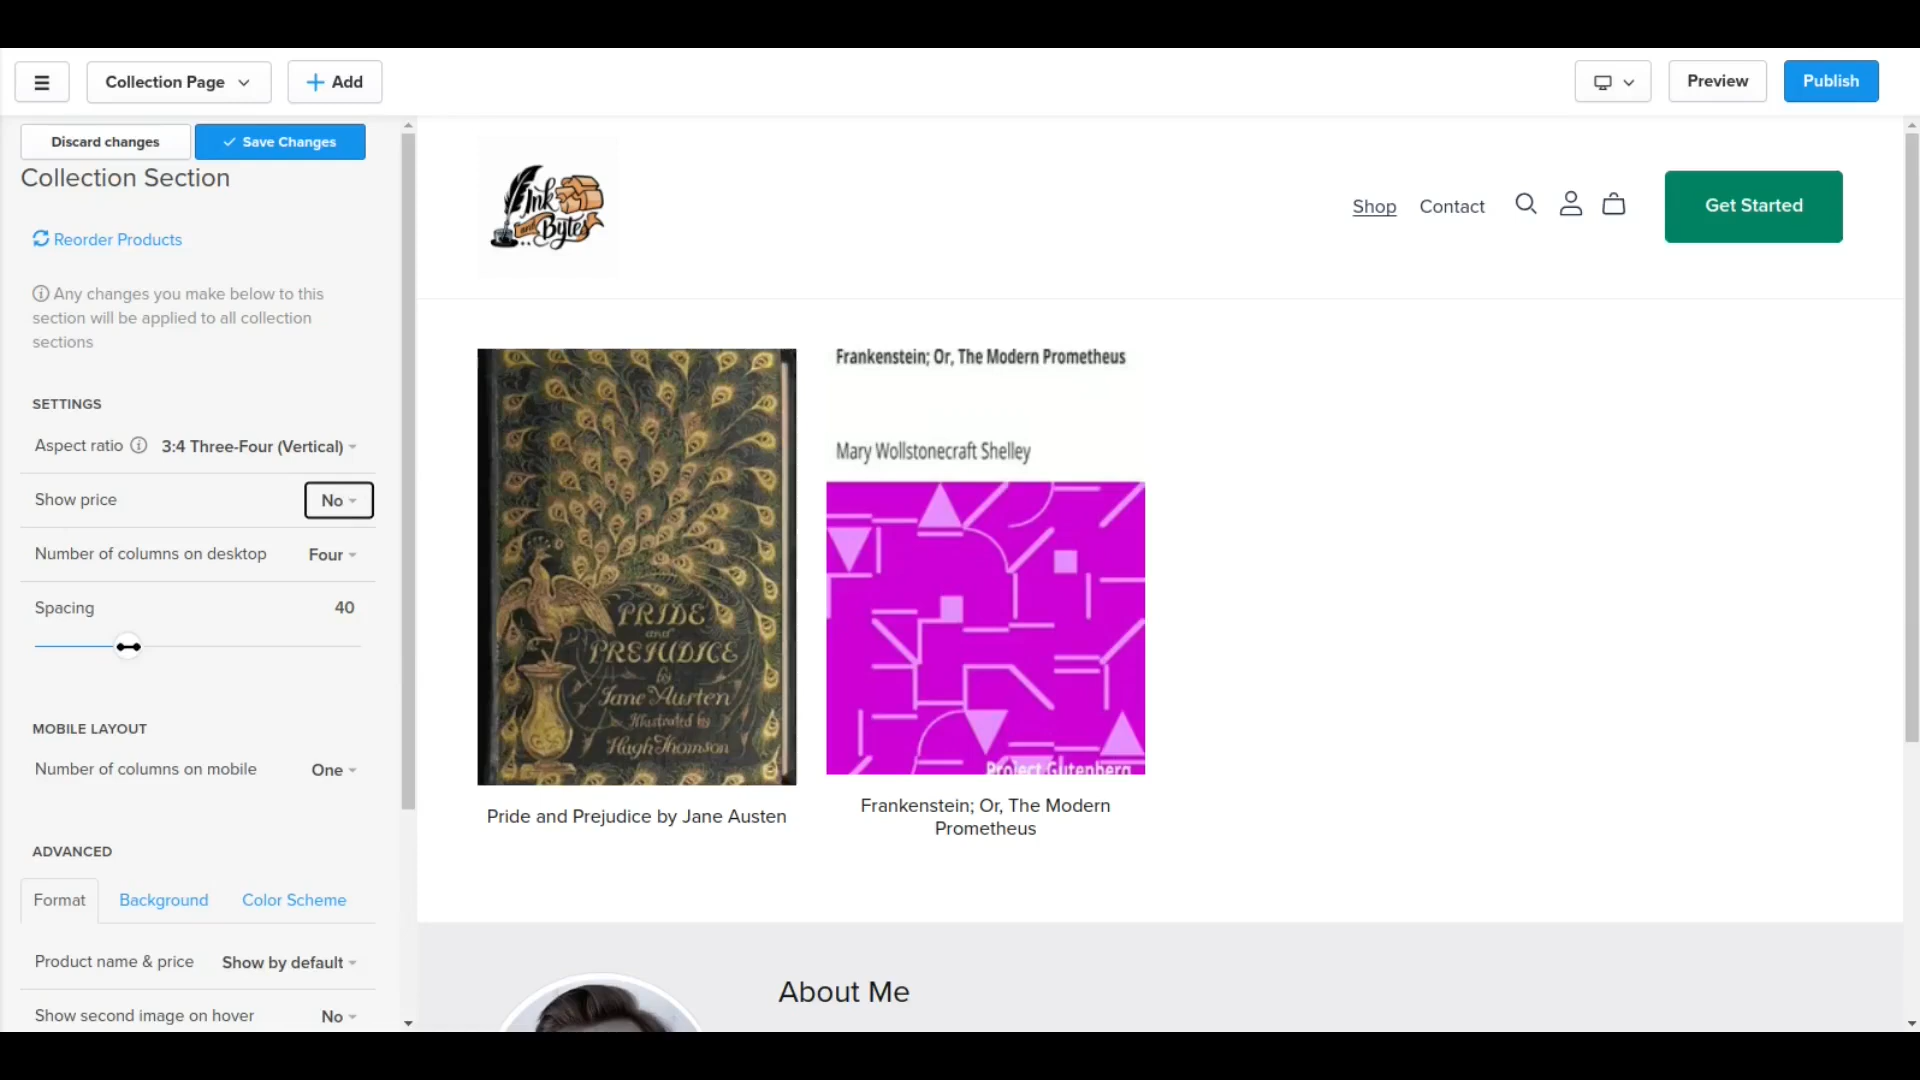 Collection Page
Add
Preview
Publish
Discard changes
Save Changes
Collection Section
Reorder Products
Any changes you make below to this
section will be applied to all collection
sections
SETTINGS
Aspect ratio 3:4 Three-Four (Vertical)
Show price No
Number of columns on desktop Four
Spacing 40
MOBILE LAYOUT
Number of columns on mobile One
ADVANCED
Format Background Color Scheme
Product name & price Show by default
Show second image on hover No
Ink
and
Bytes
Shop Contact
Get Started
PRIDE
and
PREJUDICE
by
Jane Austen
Illustrated by
Hugh Thomson
Pride and Prejudice by Jane Austen
Frankenstein; Or, The Modern Prometheus
Mary Wollstonecraft Shelley
Project Gutenberg
Frankenstein; Or, The Modern
Prometheus
About Me